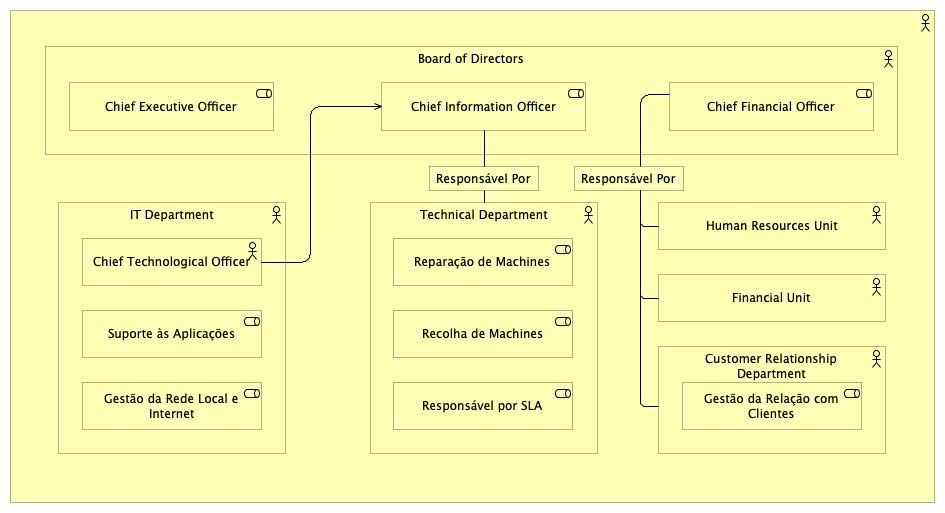 Board of Directors
Chief Executive Officer
Chief Information Officer
Chief Financial Officer
Responsável Por
Responsável Por
IT Department
Chief Technological Officer
Suporte às Aplicações
Gestão da Rede Local e
Internet
Technical Department
Reparação de Machines
Recolha de Machines
Responsável por SLA
Human Resources Unit
Financial Unit
Customer Relationship
Department
Gestão da Relação com
Clientes